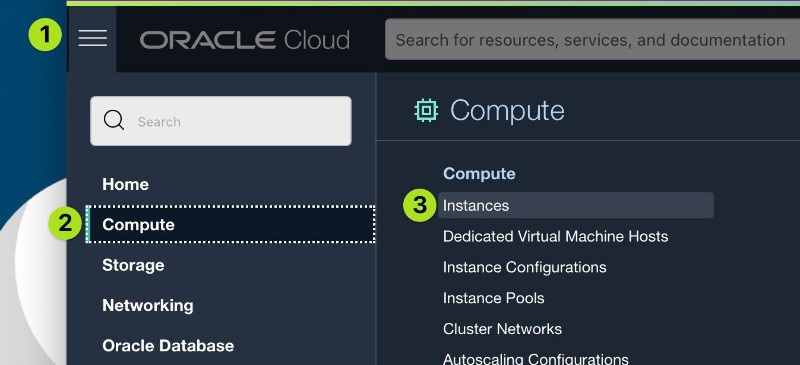 1
ORACLE Cloud
Search for resources, services, and documentation
Search
Home
2
Compute
Storage
Networking
Oracle Database
Compute
Compute
3
Instances
Dedicated Virtual Machine Hosts
Instance Configurations
Instance Pools
Cluster Networks
Autoscaling Configurations